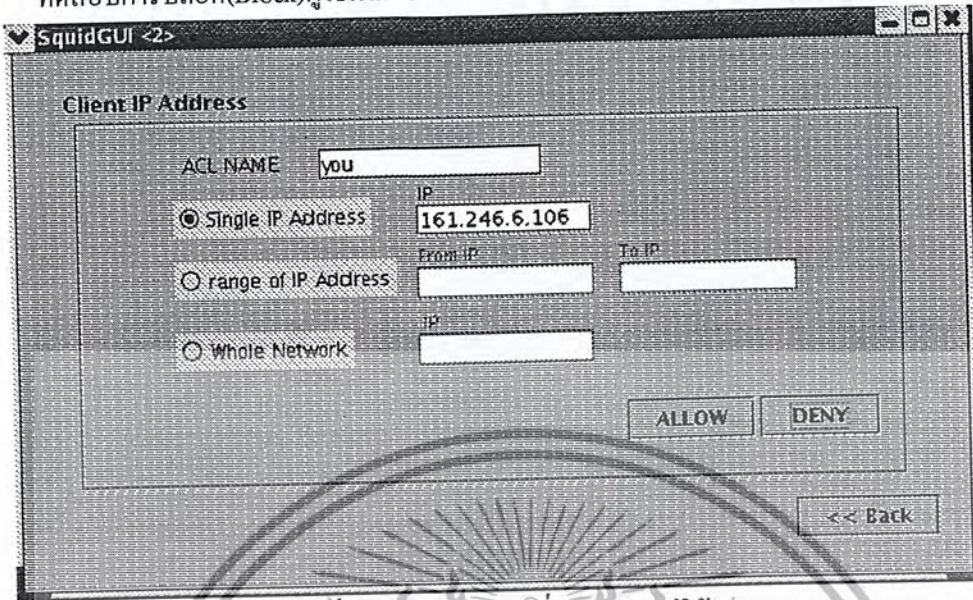 SquidGUI <2>
Client IP Address
ACL NAME you
IP
Single IP Address 161.246.6.106
From IP To IP
range of IP Address
IP
Whole Network
ALLOW DENY
<< Back